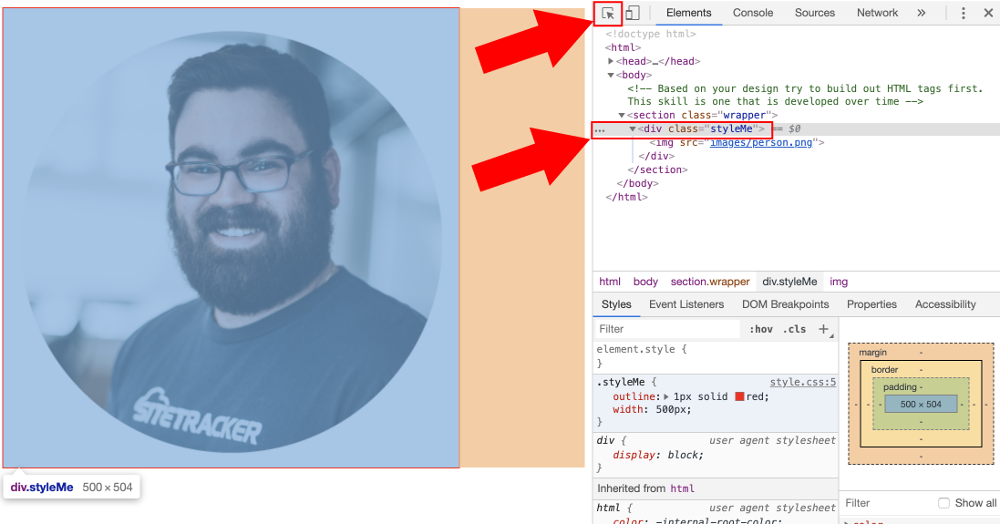 SITETRACKER
div.styleMe 500 × 504
Elements Console Sources Network »
<!doctype html>
<html>
<head>…</head>
<body>
<!-- Based on your design try to build out HTML tags first.
This skill is one that is developed over time -->
<section class="wrapper">
… <div class="styleMe"> == $0
<img src="images/person.png">
</div>
</section>
</body>
</html>
html body section.wrapper div.styleMe img
Styles Event Listeners DOM Breakpoints Properties Accessibility
Filter :hov .cls +
element.style {
}
.styleMe { style.css:5
outline: 1px solid red;
width: 500px;
}
div { user agent stylesheet
display: block;
}
Inherited from html
html { user agent stylesheet
color: -internal-root-color;
margin -
border -
padding -
- - - 500 × 504 - - -
-
-
-
Filter Show all
color